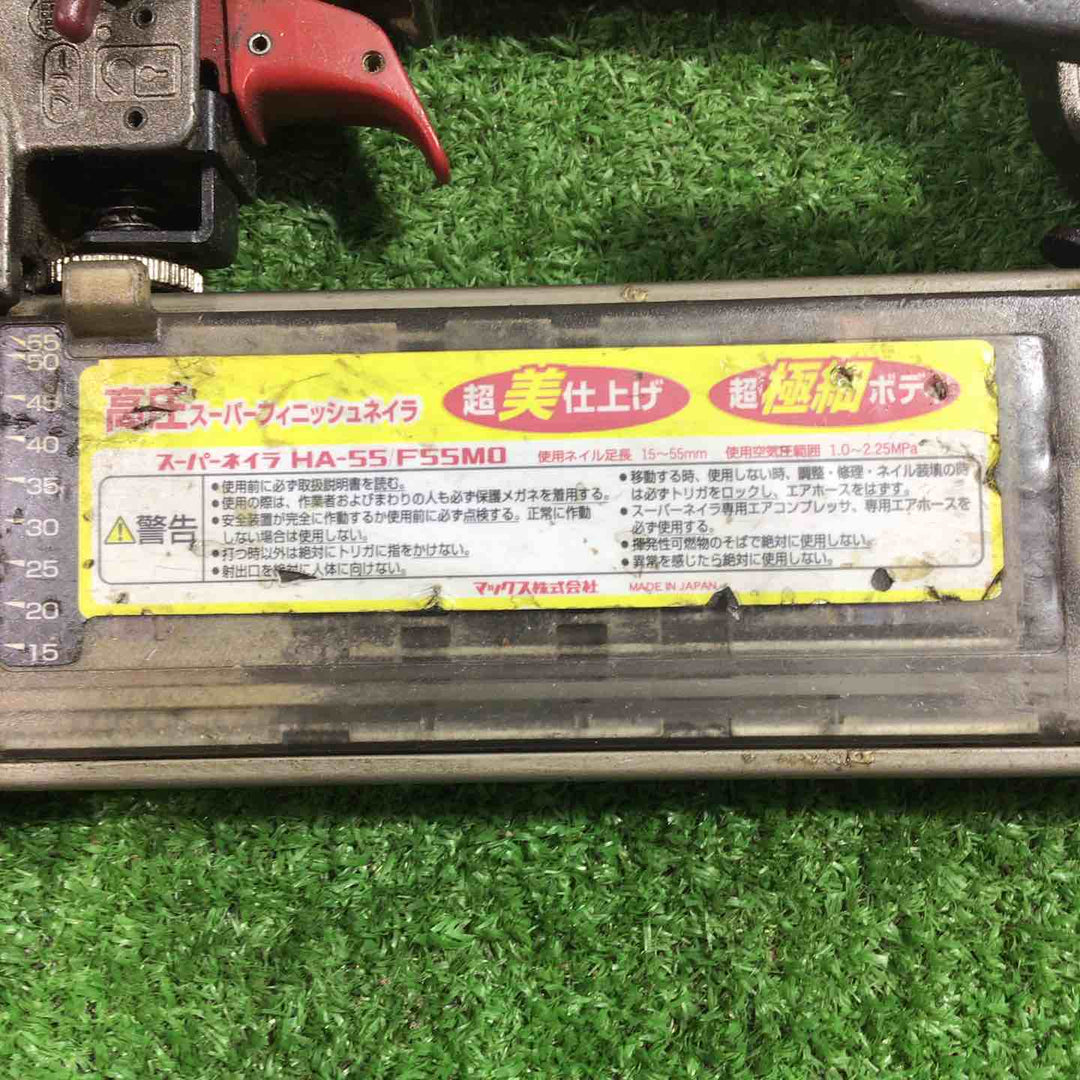 フリー
55
50
45
40
35
30
25
20
15
高圧スーパーフィニッシュネイラ
超美仕上げ
超極細ボディ
スーパーネイラ HA-55/F55M0 使用ネイル足長 15～55mm 使用空気圧範囲 1.0～2.25MPa
警告
●使用前に必ず取扱説明書を読む。
●使用の際は、作業者およびまわりの人も必ず保護メガネを着用する。
●安全装置が完全に作動するか使用前に必ず点検する。正常に作動
しない場合は使用しない。
●打つ時以外は絶対にトリガに指をかけない。
●射出口を絶対に人体に向けない。
●移動する時、使用しない時、調整・修理・ネイル装填の時
は必ずトリガをロックし、エアホースをはずす。
●スーパーネイラ専用エアコンプレッサ、専用エアホースを
必ず使用する。
●揮発性可燃物のそばで絶対に使用しない。
●異常を感じたら絶対に使用しない。
マックス株式会社 MADE IN JAPAN